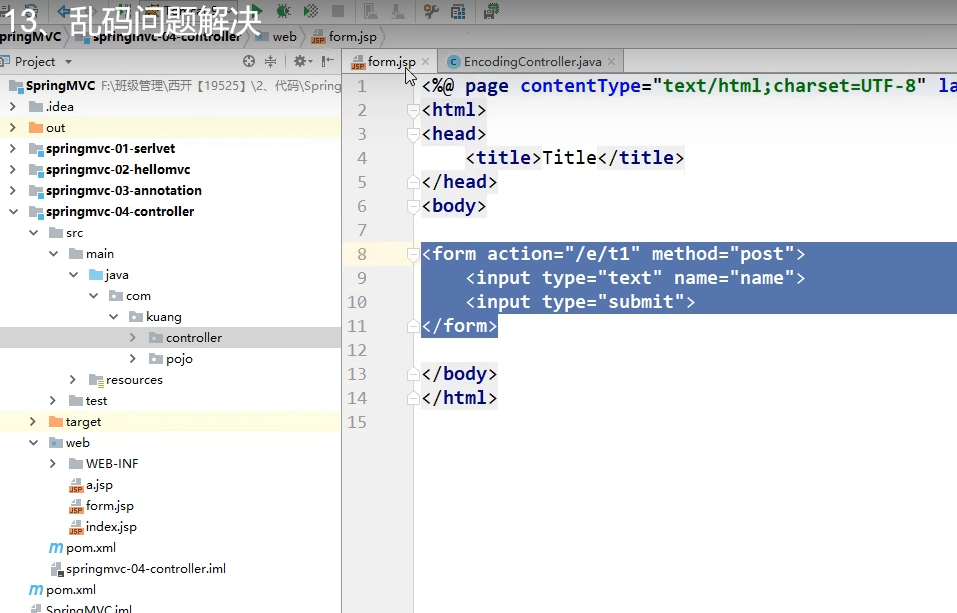 13、乱码问题解决
pringMVC springmvc-04-controller web form.jsp
Project
form.jsp EncodingController.java
SpringMVC F:\班级管理\西开【19525】\2、代码\Spring
.idea
out
springmvc-01-serlvet
springmvc-02-hellomvc
springmvc-03-annotation
springmvc-04-controller
src
main
java
com
kuang
controller
pojo
resources
test
target
web
WEB-INF
a.jsp
form.jsp
index.jsp
pom.xml
springmvc-04-controller.iml
pom.xml
SpringMVC.iml
1 <%@ page contentType="text/html;charset=UTF-8" la
2 <html>
3 <head>
4 <title>Title</title>
5 </head>
6 <body>
7
8 <form action="/e/t1" method="post">
9 <input type="text" name="name">
10 <input type="submit">
11 </form>
12
13 </body>
14 </html>
15